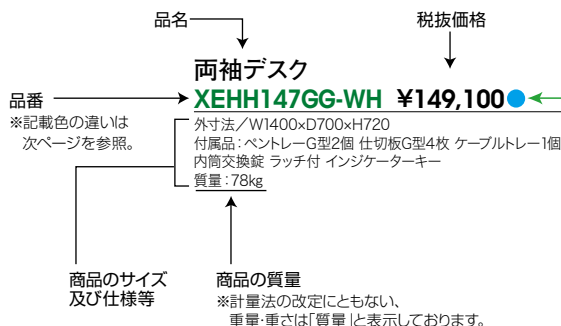 品名
税抜価格
両袖デスク
品番
XEHH147GG-WH ¥149,100
※記載色の違いは
次ページを参照。
外寸法／W1400×D700×H720
付属品：ペントレーG型2個 仕切板G型4枚 ケーブルトレー1個
内筒交換錠 ラッチ付 インジケーターキー
質量：78kg
商品のサイズ
及び仕様等
商品の質量
※計量法の改定にともない、
重量・重さは「質量」と表示しております。